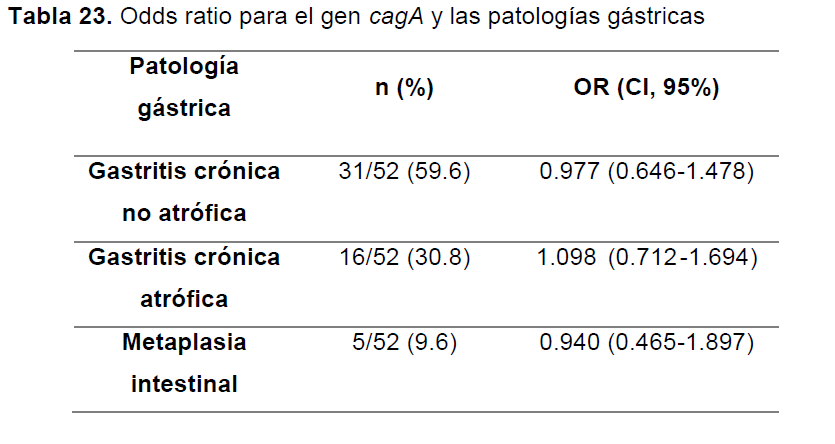 Tabla 23. Odds ratio para el gen cagA y las patologías gástricas
Patología
gástrica
n (%)
OR (CI, 95%)
Gastritis crónica
no atrófica
31/52 (59.6)
0.977 (0.646-1.478)
Gastritis crónica
atrófica
16/52 (30.8)
1.098 (0.712-1.694)
Metaplasia
intestinal
5/52 (9.6)
0.940 (0.465-1.897)